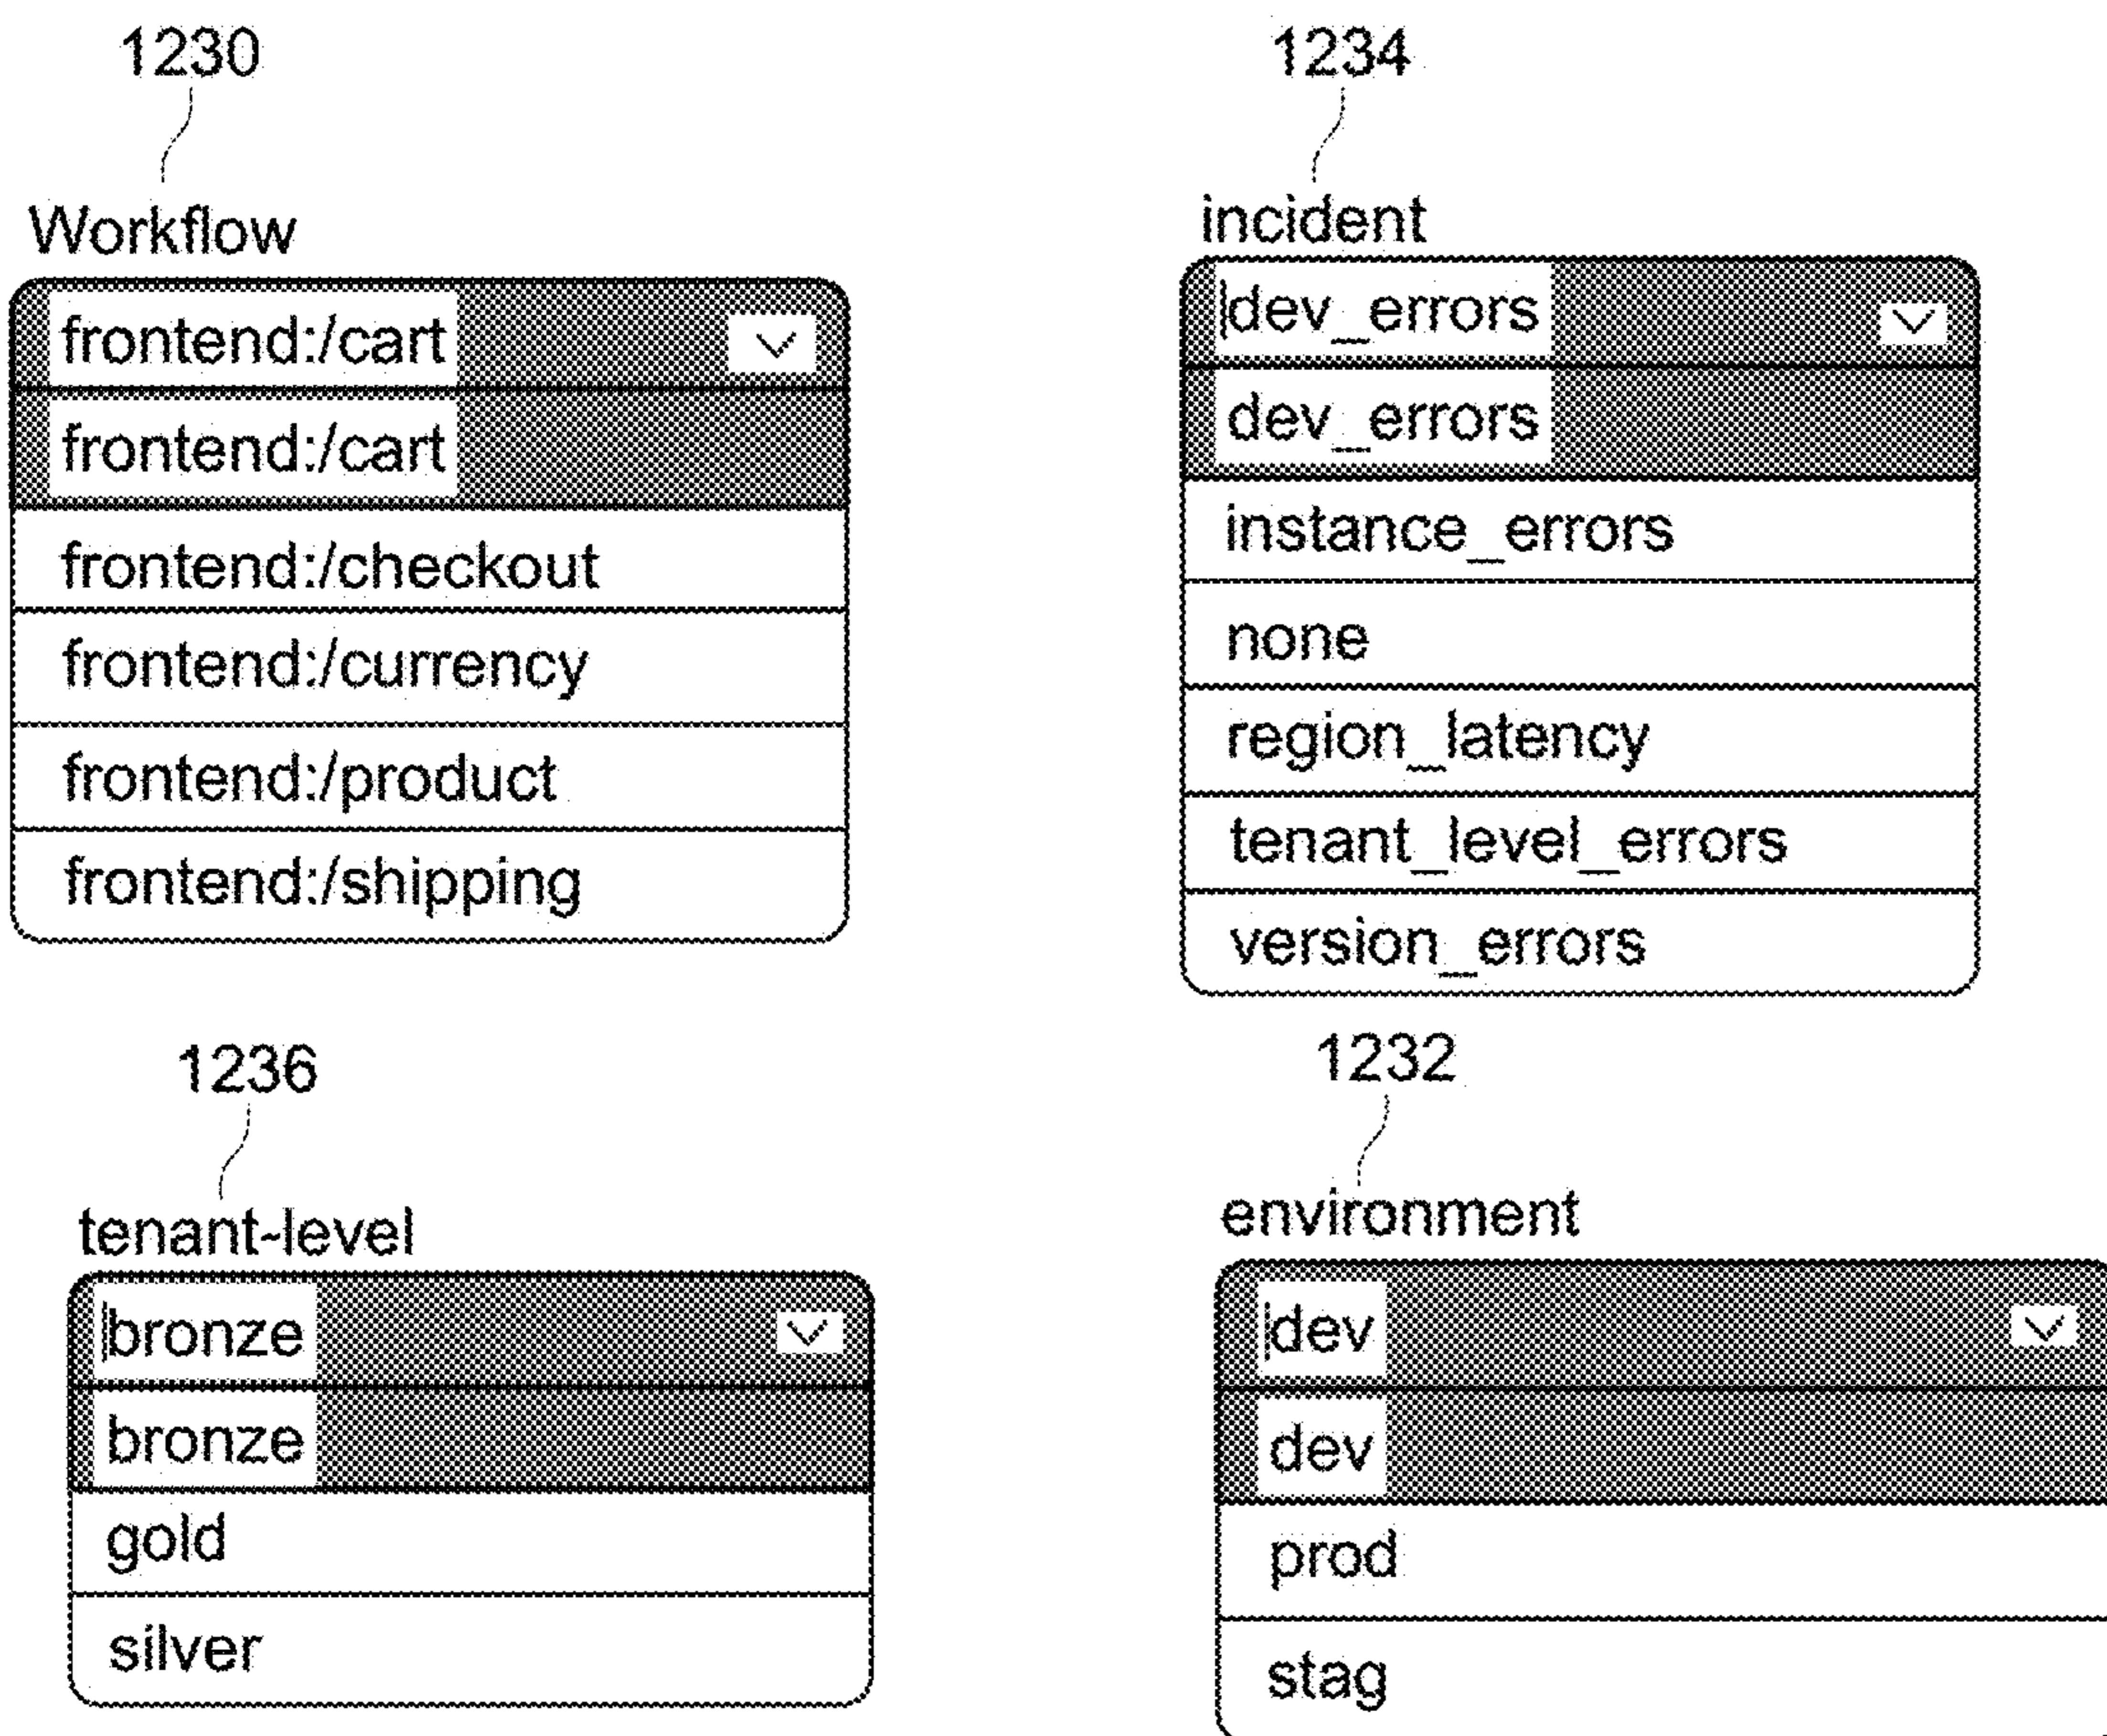 1230
Workflow
frontend:/cart
frontend:/cart
frontend:/checkout
frontend:/currency
frontend:/product
frontend:/shipping
1234
incident
dev_errors
dev_errors
instance_errors
none
region_latency
tenant_level_errors
version_errors
1236
tenant-level
bronze
bronze
gold
silver
1232
environment
dev
dev
prod
stag